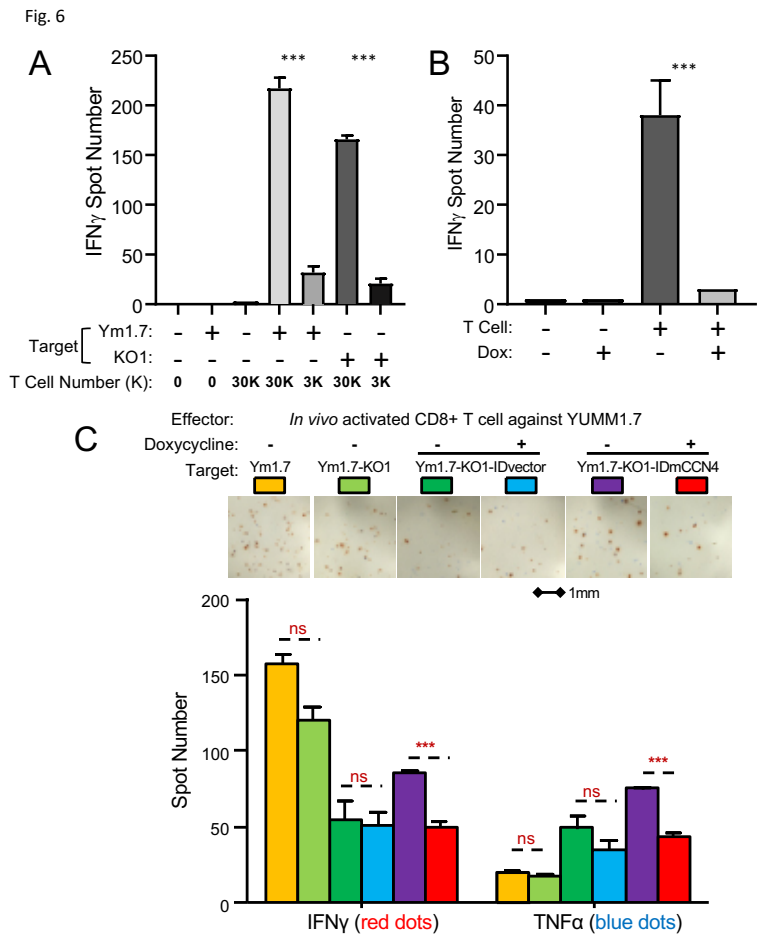 Fig. 6
A
250
200
150
100
50
0
IFNγ Spot Number
*** ***
Ym1.7: - + - + + - -
Target
KO1: - - - - - + +
T Cell Number (K): 0 0 30K 30K 3K 30K 3K
B
50
40
30
20
10
0
IFNγ Spot Number
***
T Cell: - - + +
Dox: - + - +
C
Effector: In vivo activated CD8+ T cell against YUMM1.7
Doxycycline: - - - + - +
Target: Ym1.7 Ym1.7-KO1 Ym1.7-KO1-IDvector Ym1.7-KO1-IDmCCN4
1mm
200
150
100
50
0
Spot Number
ns ns *** ns ns ***
IFNγ (red dots) TNFα (blue dots)